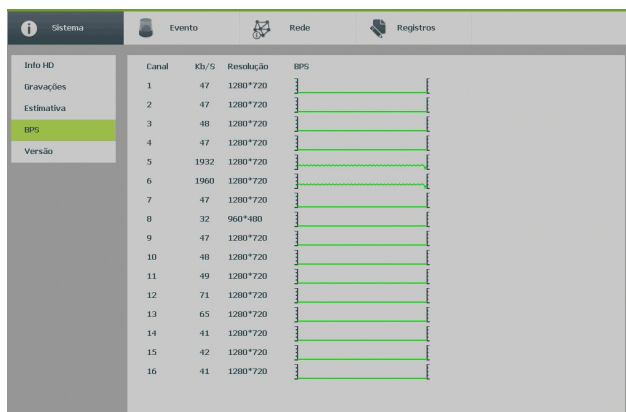 Sistema Evento Rede Registros
Info HD
Gravações
Estimativa
BPS
Versão
Canal Kb/S Resolução BPS
1 47 1280*720
2 47 1280*720
3 48 1280*720
4 47 1280*720
5 1932 1280*720
6 1960 1280*720
7 47 1280*720
8 32 960*480
9 47 1280*720
10 48 1280*720
11 49 1280*720
12 71 1280*720
13 65 1280*720
14 41 1280*720
15 42 1280*720
16 41 1280*720